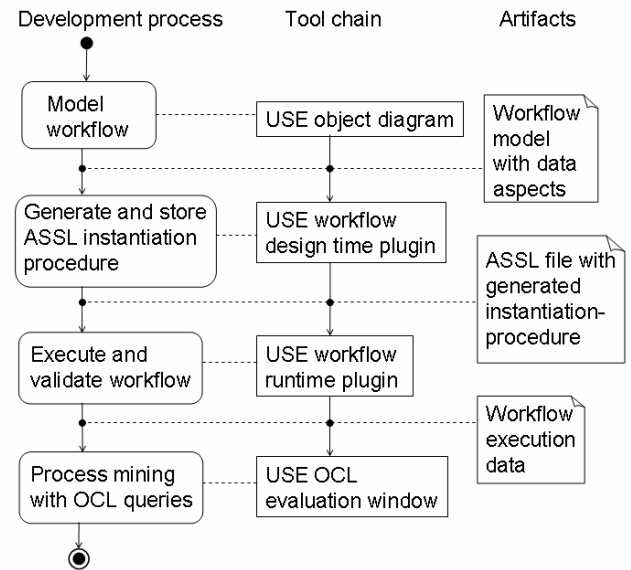 Development process
Tool chain
Artifacts
Model
workflow
USE object diagram
Workflow
model
with data
aspects
Generate and store
ASSL instantiation
procedure
USE workflow
design time plugin
ASSL file with
generated
instantiation-
procedure
Execute and
validate workflow
USE workflow
runtime plugin
Workflow
execution
data
Process mining
with OCL queries
USE OCL
evaluation window